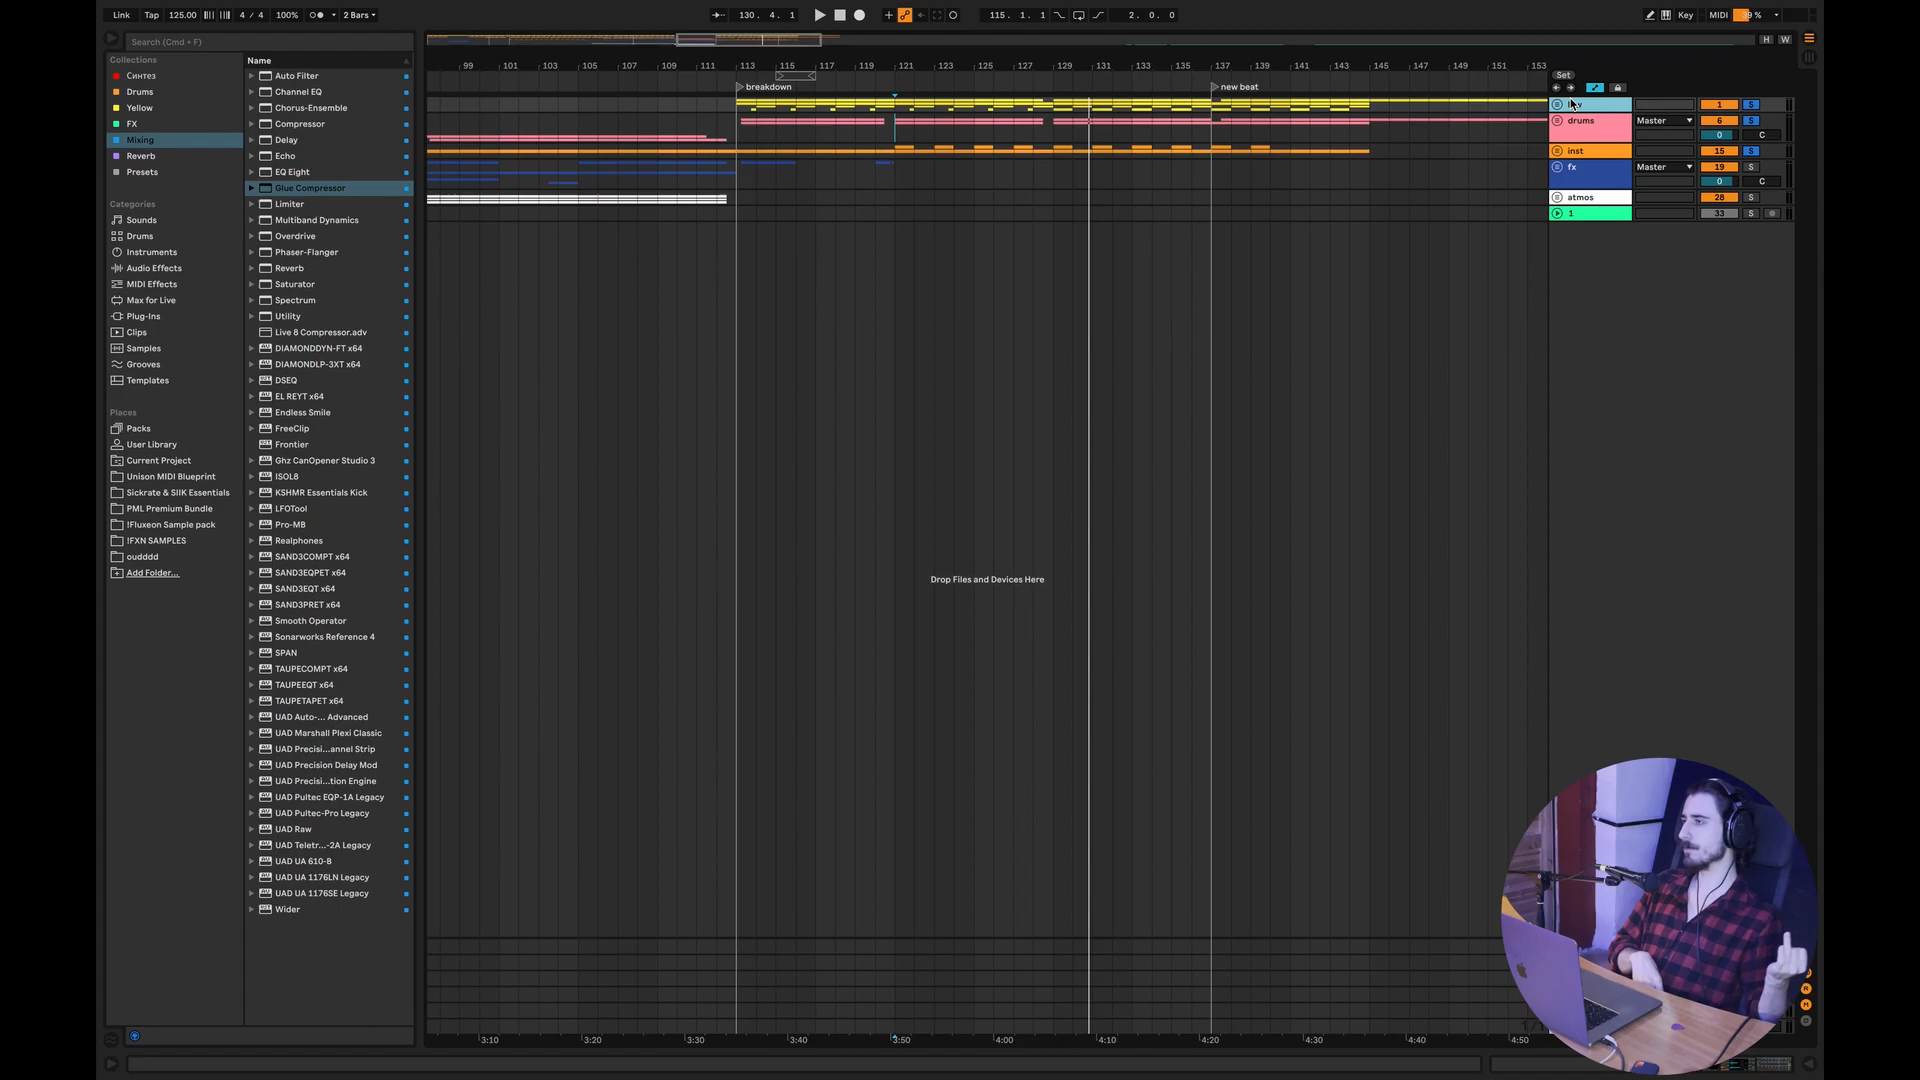 Link Tap 125.00 4 / 4 100% 2 Bars 130. 4. 1 115. 1. 1 2. 0. 0 Key MIDI 39 %
Search (Cmd + F)
H W
Collections
Синтез
Drums
Yellow
FX
Mixing
Reverb
Presets
Categories
Sounds
Drums
Instruments
Audio Effects
MIDI Effects
Max for Live
Plug-Ins
Clips
Samples
Grooves
Templates
Places
Packs
User Library
Current Project
Unison MIDI Blueprint
Sickrate & SIIK Essentials
PML Premium Bundle
!Fluxeon Sample pack
!FXN SAMPLES
oudddd
Add Folder...
Name
Auto Filter
Channel EQ
Chorus-Ensemble
Compressor
Delay
Echo
EQ Eight
Glue Compressor
Limiter
Multiband Dynamics
Overdrive
Phaser-Flanger
Reverb
Saturator
Spectrum
Utility
Live 8 Compressor.adv
DIAMONDDYN-FT x64
DIAMONDLP-3XT x64
DSEQ
EL REYT x64
Endless Smile
FreeClip
Frontier
Ghz CanOpener Studio 3
ISOL8
KSHMR Essentials Kick
LFOTool
Pro-MB
Realphones
SAND3COMPT x64
SAND3EQPET x64
SAND3EQT x64
SAND3PRET x64
Smooth Operator
Sonarworks Reference 4
SPAN
TAUPECOMPT x64
TAUPEEQT x64
TAUPETAPET x64
UAD Auto-... Advanced
UAD Marshall Plexi Classic
UAD Precisi...annel Strip
UAD Precision Delay Mod
UAD Precisi...tion Engine
UAD Pultec EQP-1A Legacy
UAD Pultec-Pro Legacy
UAD Raw
UAD Teletr...-2A Legacy
UAD UA 610-B
UAD UA 1176LN Legacy
UAD UA 1176SE Legacy
Wider
99 101 103 105 107 109 111 113 115 117 119 121 123 125 127 129 131 133 135 137 139 141 143 145 147 149 151 153
breakdown new beat
Drop Files and Devices Here
3:10 3:20 3:30 3:40 3:50 4:00 4:10 4:20 4:30 4:40 4:50
Set
1 S
drums Master 6 S
0 C
inst 15 S
fx Master 19 S
0 C
atmos 28 S
1 33 S
R
M
D